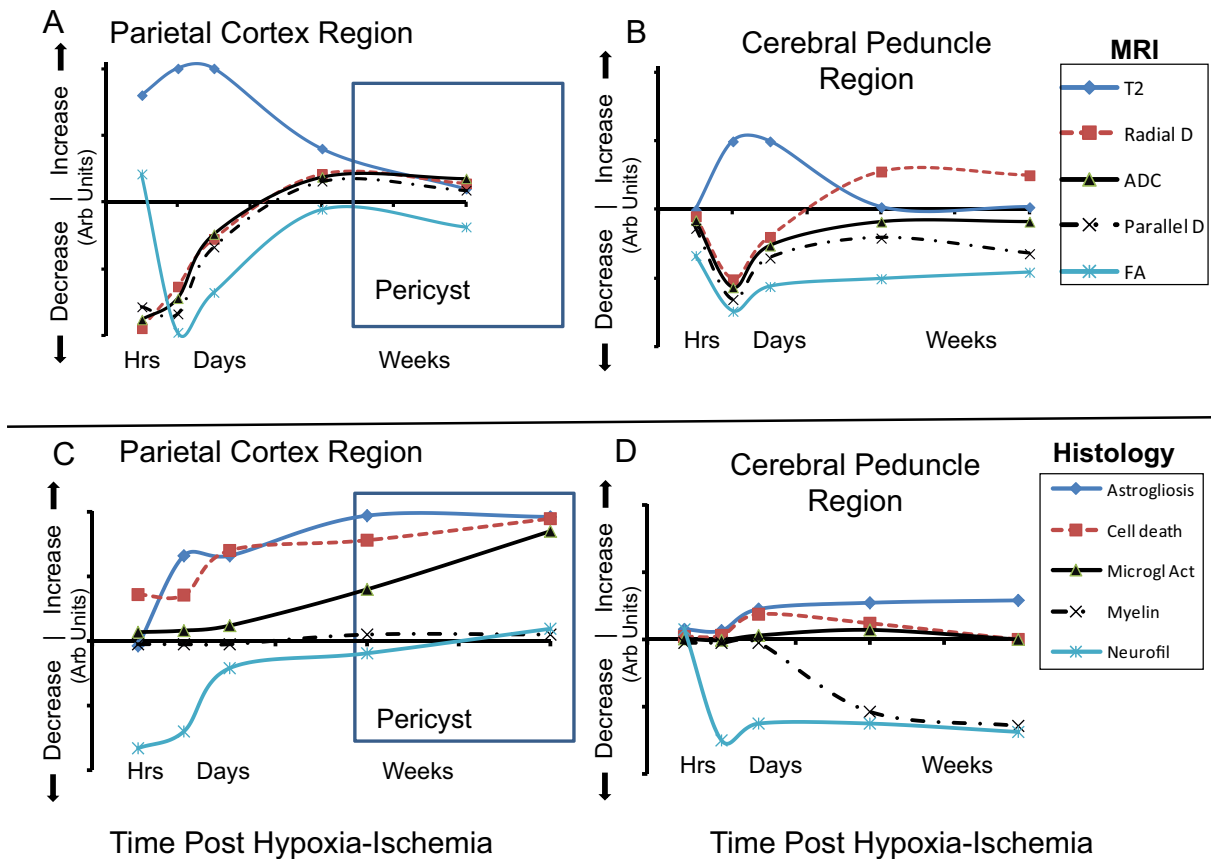 A
Parietal Cortex Region
Decrease | Increase
(Arb Units)
Pericyst
Hrs
Days
Weeks
B
Cerebral Peduncle
Region
Decrease | Increase
(Arb Units)
Hrs
Days
Weeks
MRI
T2
Radial D
ADC
Parallel D
FA
C
Parietal Cortex Region
Decrease | Increase
(Arb Units)
Pericyst
Hrs
Days
Weeks
Time Post Hypoxia-Ischemia
D
Cerebral Peduncle
Region
Decrease | Increase
(Arb Units)
Hrs
Days
Weeks
Time Post Hypoxia-Ischemia
Histology
Astrogliosis
Cell death
Microgl Act
Myelin
Neurofil